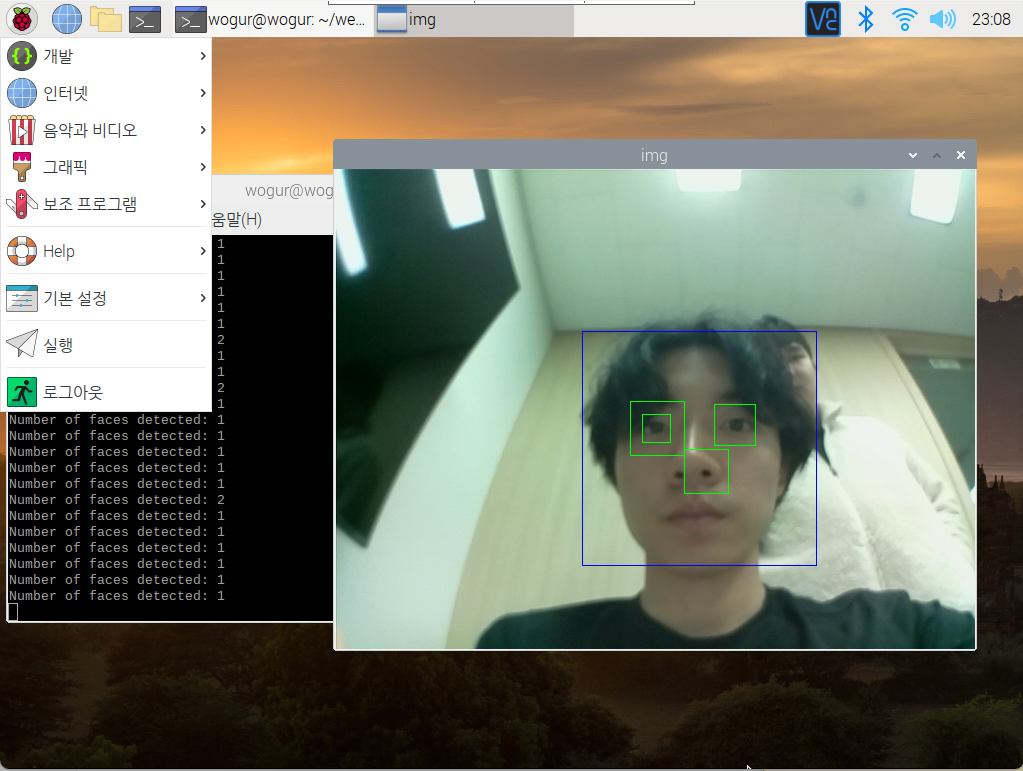 wogur@wogur: ~/we...
img
23:08
개발
인터넷
음악과 비디오
그래픽
보조 프로그램
Help
기본 설정
실행
로그아웃
wogur@wog
움말(H)
1
1
1
1
1
1
2
1
1
2
1
Number of faces detected: 1
Number of faces detected: 1
Number of faces detected: 1
Number of faces detected: 1
Number of faces detected: 1
Number of faces detected: 2
Number of faces detected: 1
Number of faces detected: 1
Number of faces detected: 1
Number of faces detected: 1
Number of faces detected: 1
Number of faces detected: 1
img